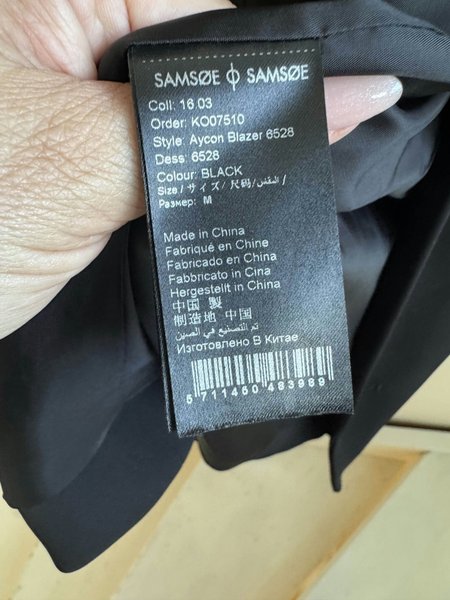 SAMSØE ϕ SAMSØE
Coll: 16.03
Order: KO07510
Style: Aycon Blazer 6528
Dess: 6528
Colour: BLACK
Size / サイズ / 尺码 / المقاس /
Размер: M
Made in China
Fabriqué en Chine
Fabricado en China
Fabbricato in Cina
Hergestellt in China
中国 製
制造地 中国
تم التصنيع في الصين
Изготовлено В Китае
5 711460 483989